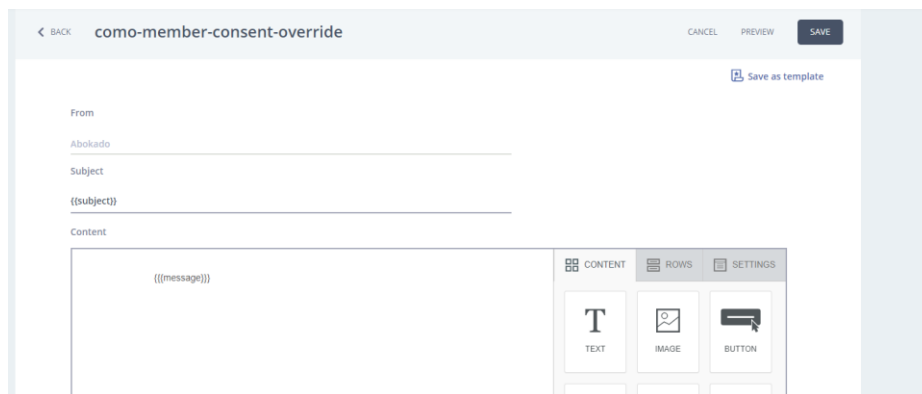 BACK
como-member-consent-override
CANCEL
PREVIEW
SAVE
Save as template
From
Abokado
Subject
{{subject}}
Content
{{{message}}}
CONTENT
ROWS
SETTINGS
TEXT
IMAGE
BUTTON